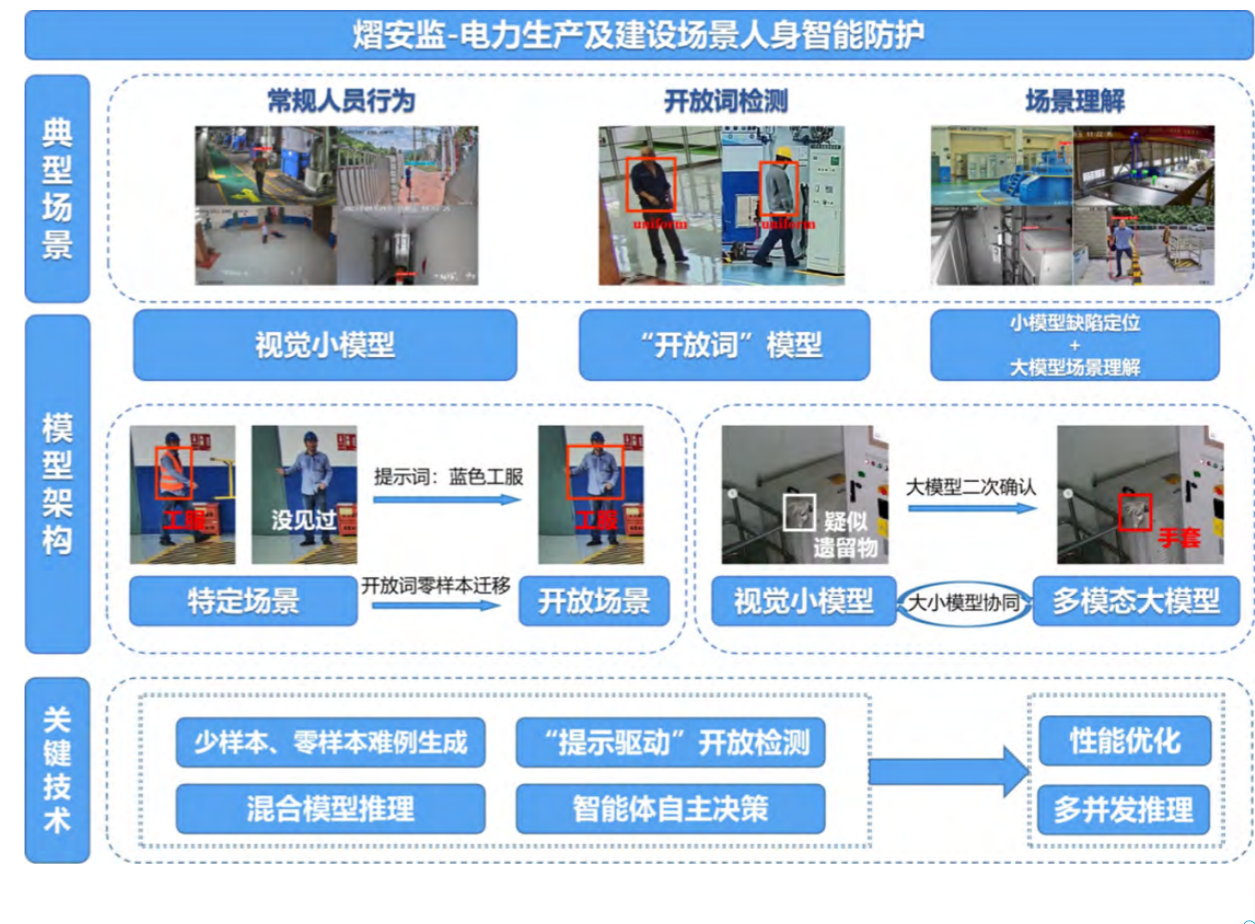 熠安监-电力生产及建设场景人身智能防护
典型场景
常规人员行为
开放词检测
场景理解
uniform
uniform
视觉小模型
“开放词”模型
小模型缺陷定位
+
大模型场景理解
模型架构
工服
没见过
提示词：蓝色工服
工服
疑似
遗留物
大模型二次确认
手套
特定场景
开放词零样本迁移
开放场景
视觉小模型
大小模型协同
多模态大模型
关键技术
少样本、零样本难例生成
“提示驱动”开放检测
混合模型推理
智能体自主决策
性能优化
多并发推理